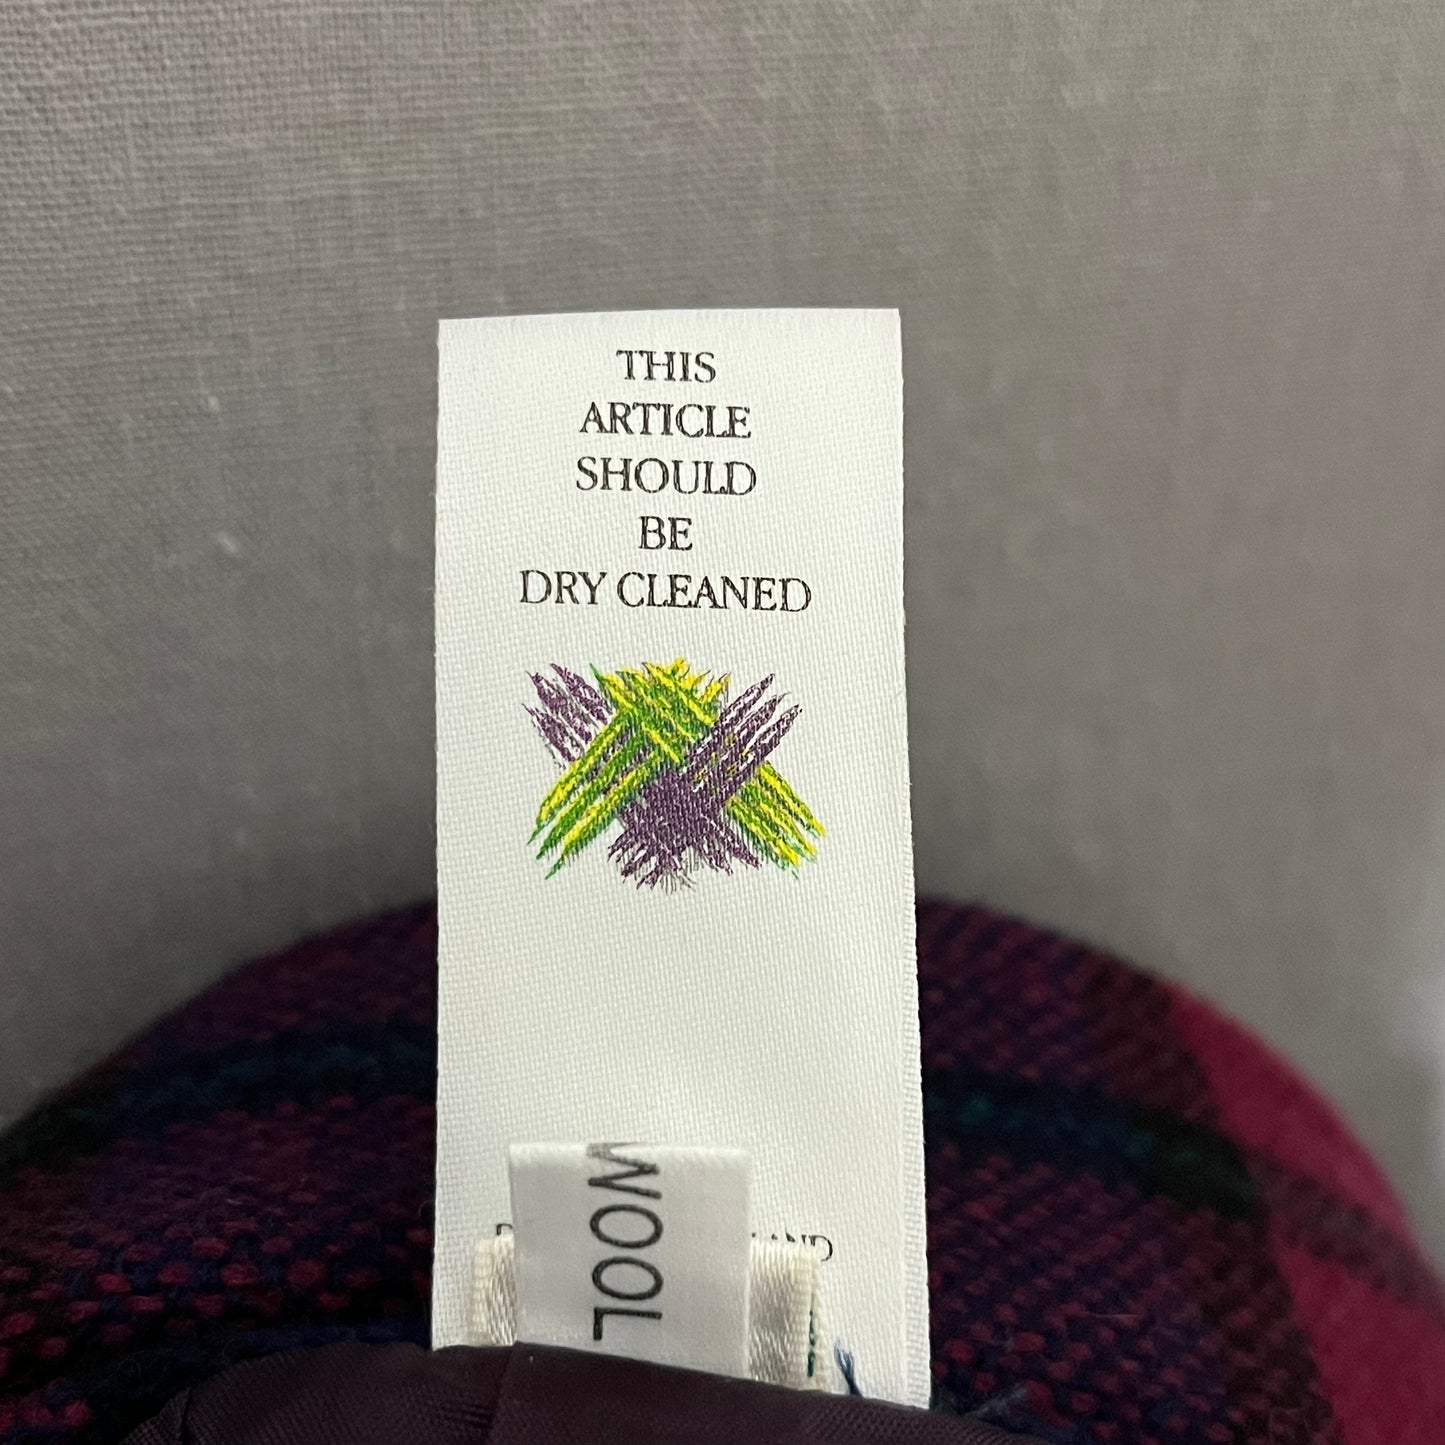 THIS
ARTICLE
SHOULD
BE
DRY CLEANED
WOOL